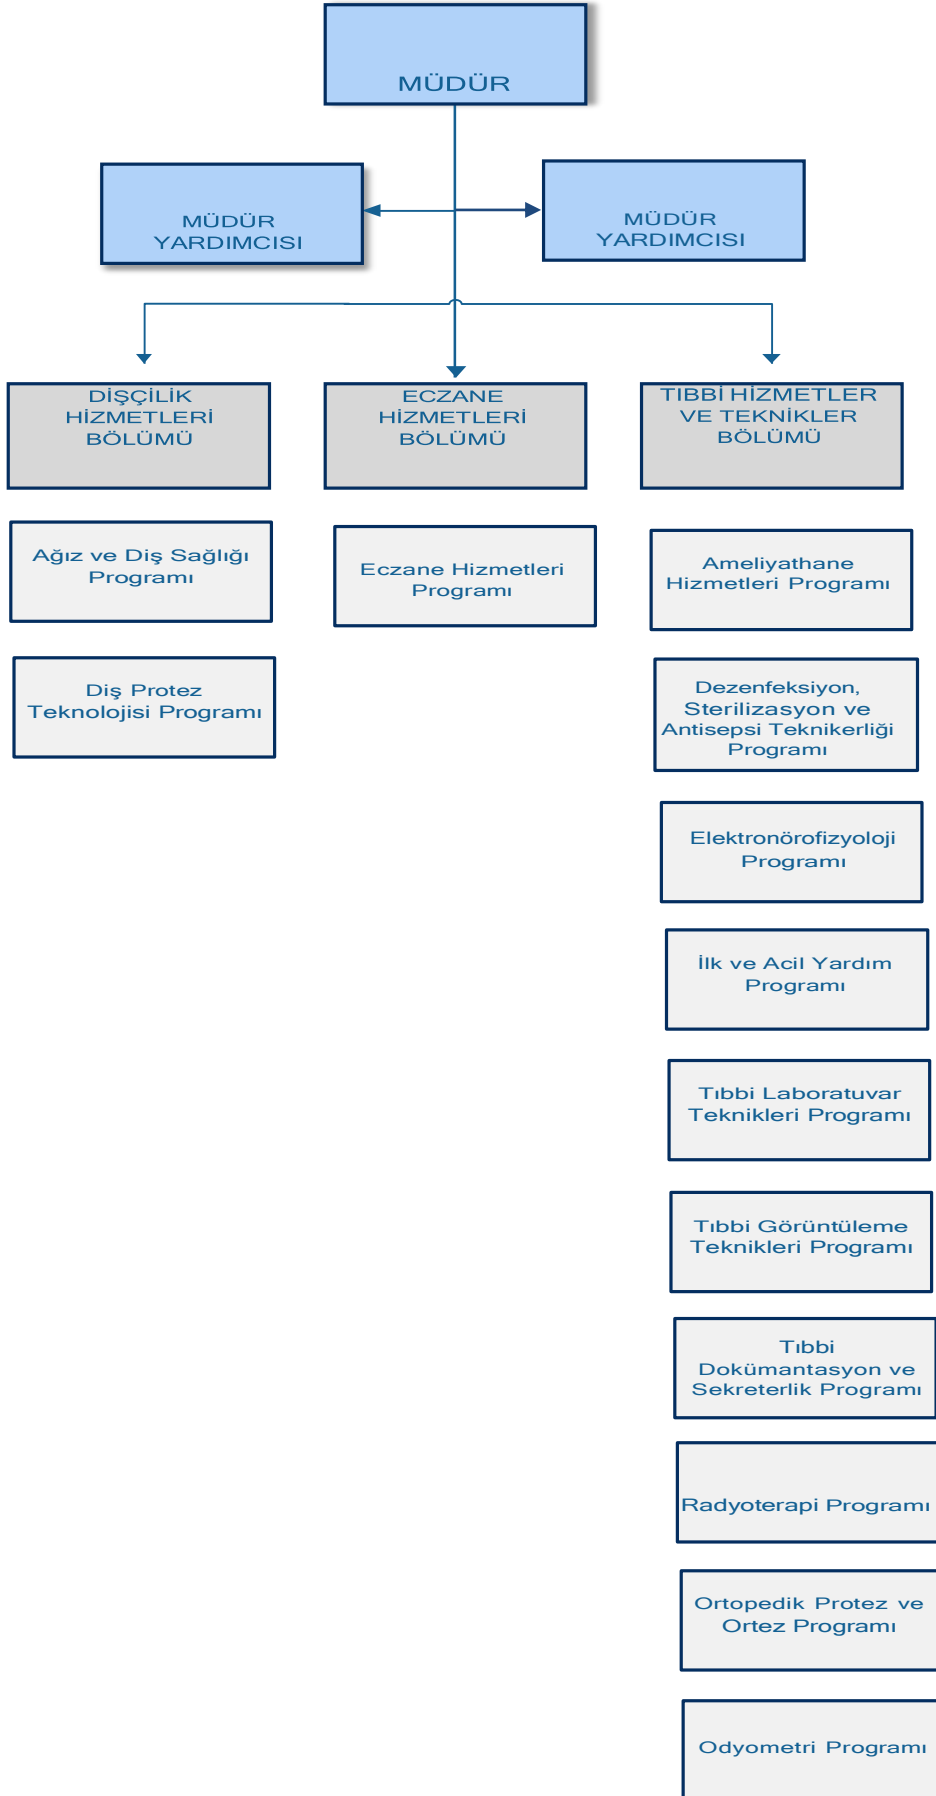 MÜDÜR
MÜDÜR
YARDIMCISI
MÜDÜR
YARDIMCISI
DİŞÇİLİK
HİZMETLERİ
BÖLÜMÜ
ECZANE
HİZMETLERİ
BÖLÜMÜ
TIBBİ HİZMETLER
VE TEKNİKLER
BÖLÜMÜ
Ağız ve Diş Sağlığı
Programı
Diş Protez
Teknolojisi Programı
Eczane Hizmetleri
Programı
Ameliyathane
Hizmetleri Programı
Dezenfeksiyon,
Sterilizasyon ve
Antisepsi Teknikerliği
Programı
Elektronörofizyoloji
Programı
İlk ve Acil Yardım
Programı
Tıbbi Laboratuvar
Teknikleri Programı
Tıbbi Görüntüleme
Teknikleri Programı
Tıbbi
Dokümantasyon ve
Sekreterlik Programı
Radyoterapi Programı
Ortopedik Protez ve
Ortez Programı
Odyometri Programı